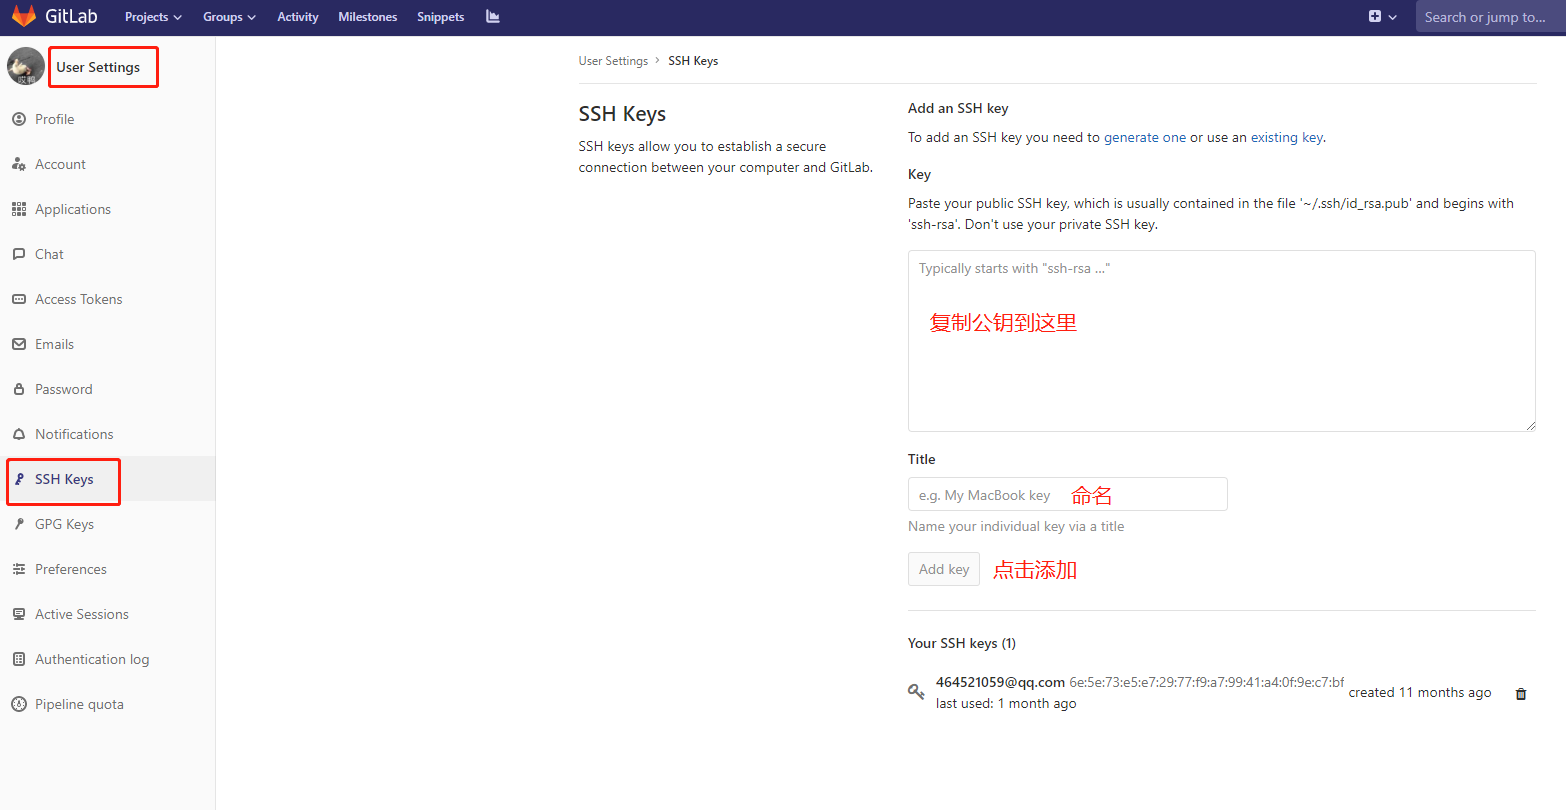 GitLab Projects Groups Activity Milestones Snippets Search or jump to...
哎鸭
User Settings
Profile
Account
Applications
Chat
Access Tokens
Emails
Password
Notifications
SSH Keys
GPG Keys
Preferences
Active Sessions
Authentication log
Pipeline quota
User Settings > SSH Keys
SSH Keys
SSH keys allow you to establish a secure
connection between your computer and GitLab.
Add an SSH key
To add an SSH key you need to generate one or use an existing key.
Key
Paste your public SSH key, which is usually contained in the file '~/.ssh/id_rsa.pub' and begins with
'ssh-rsa'. Don't use your private SSH key.
Typically starts with "ssh-rsa ..."
复制公钥到这里
Title
e.g. My MacBook key 命名
Name your individual key via a title
Add key 点击添加
Your SSH keys (1)
464521059@qq.com 6e:5e:73:e5:e7:29:77:f9:a7:99:41:a4:0f:9e:c7:bf
last used: 1 month ago
created 11 months ago